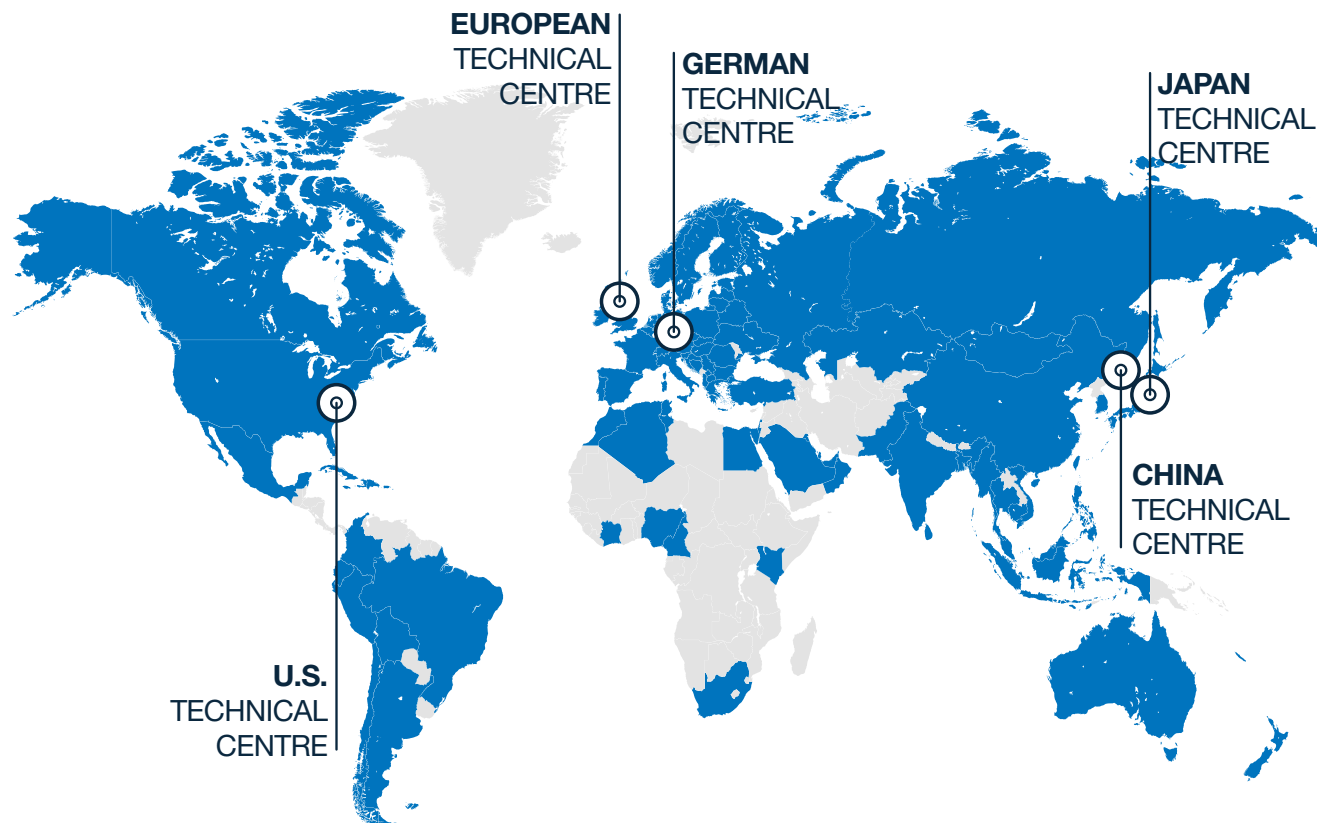 EUROPEAN
TECHNICAL
CENTRE
GERMAN
TECHNICAL
CENTRE
JAPAN
TECHNICAL
CENTRE
CHINA
TECHNICAL
CENTRE
U.S.
TECHNICAL
CENTRE